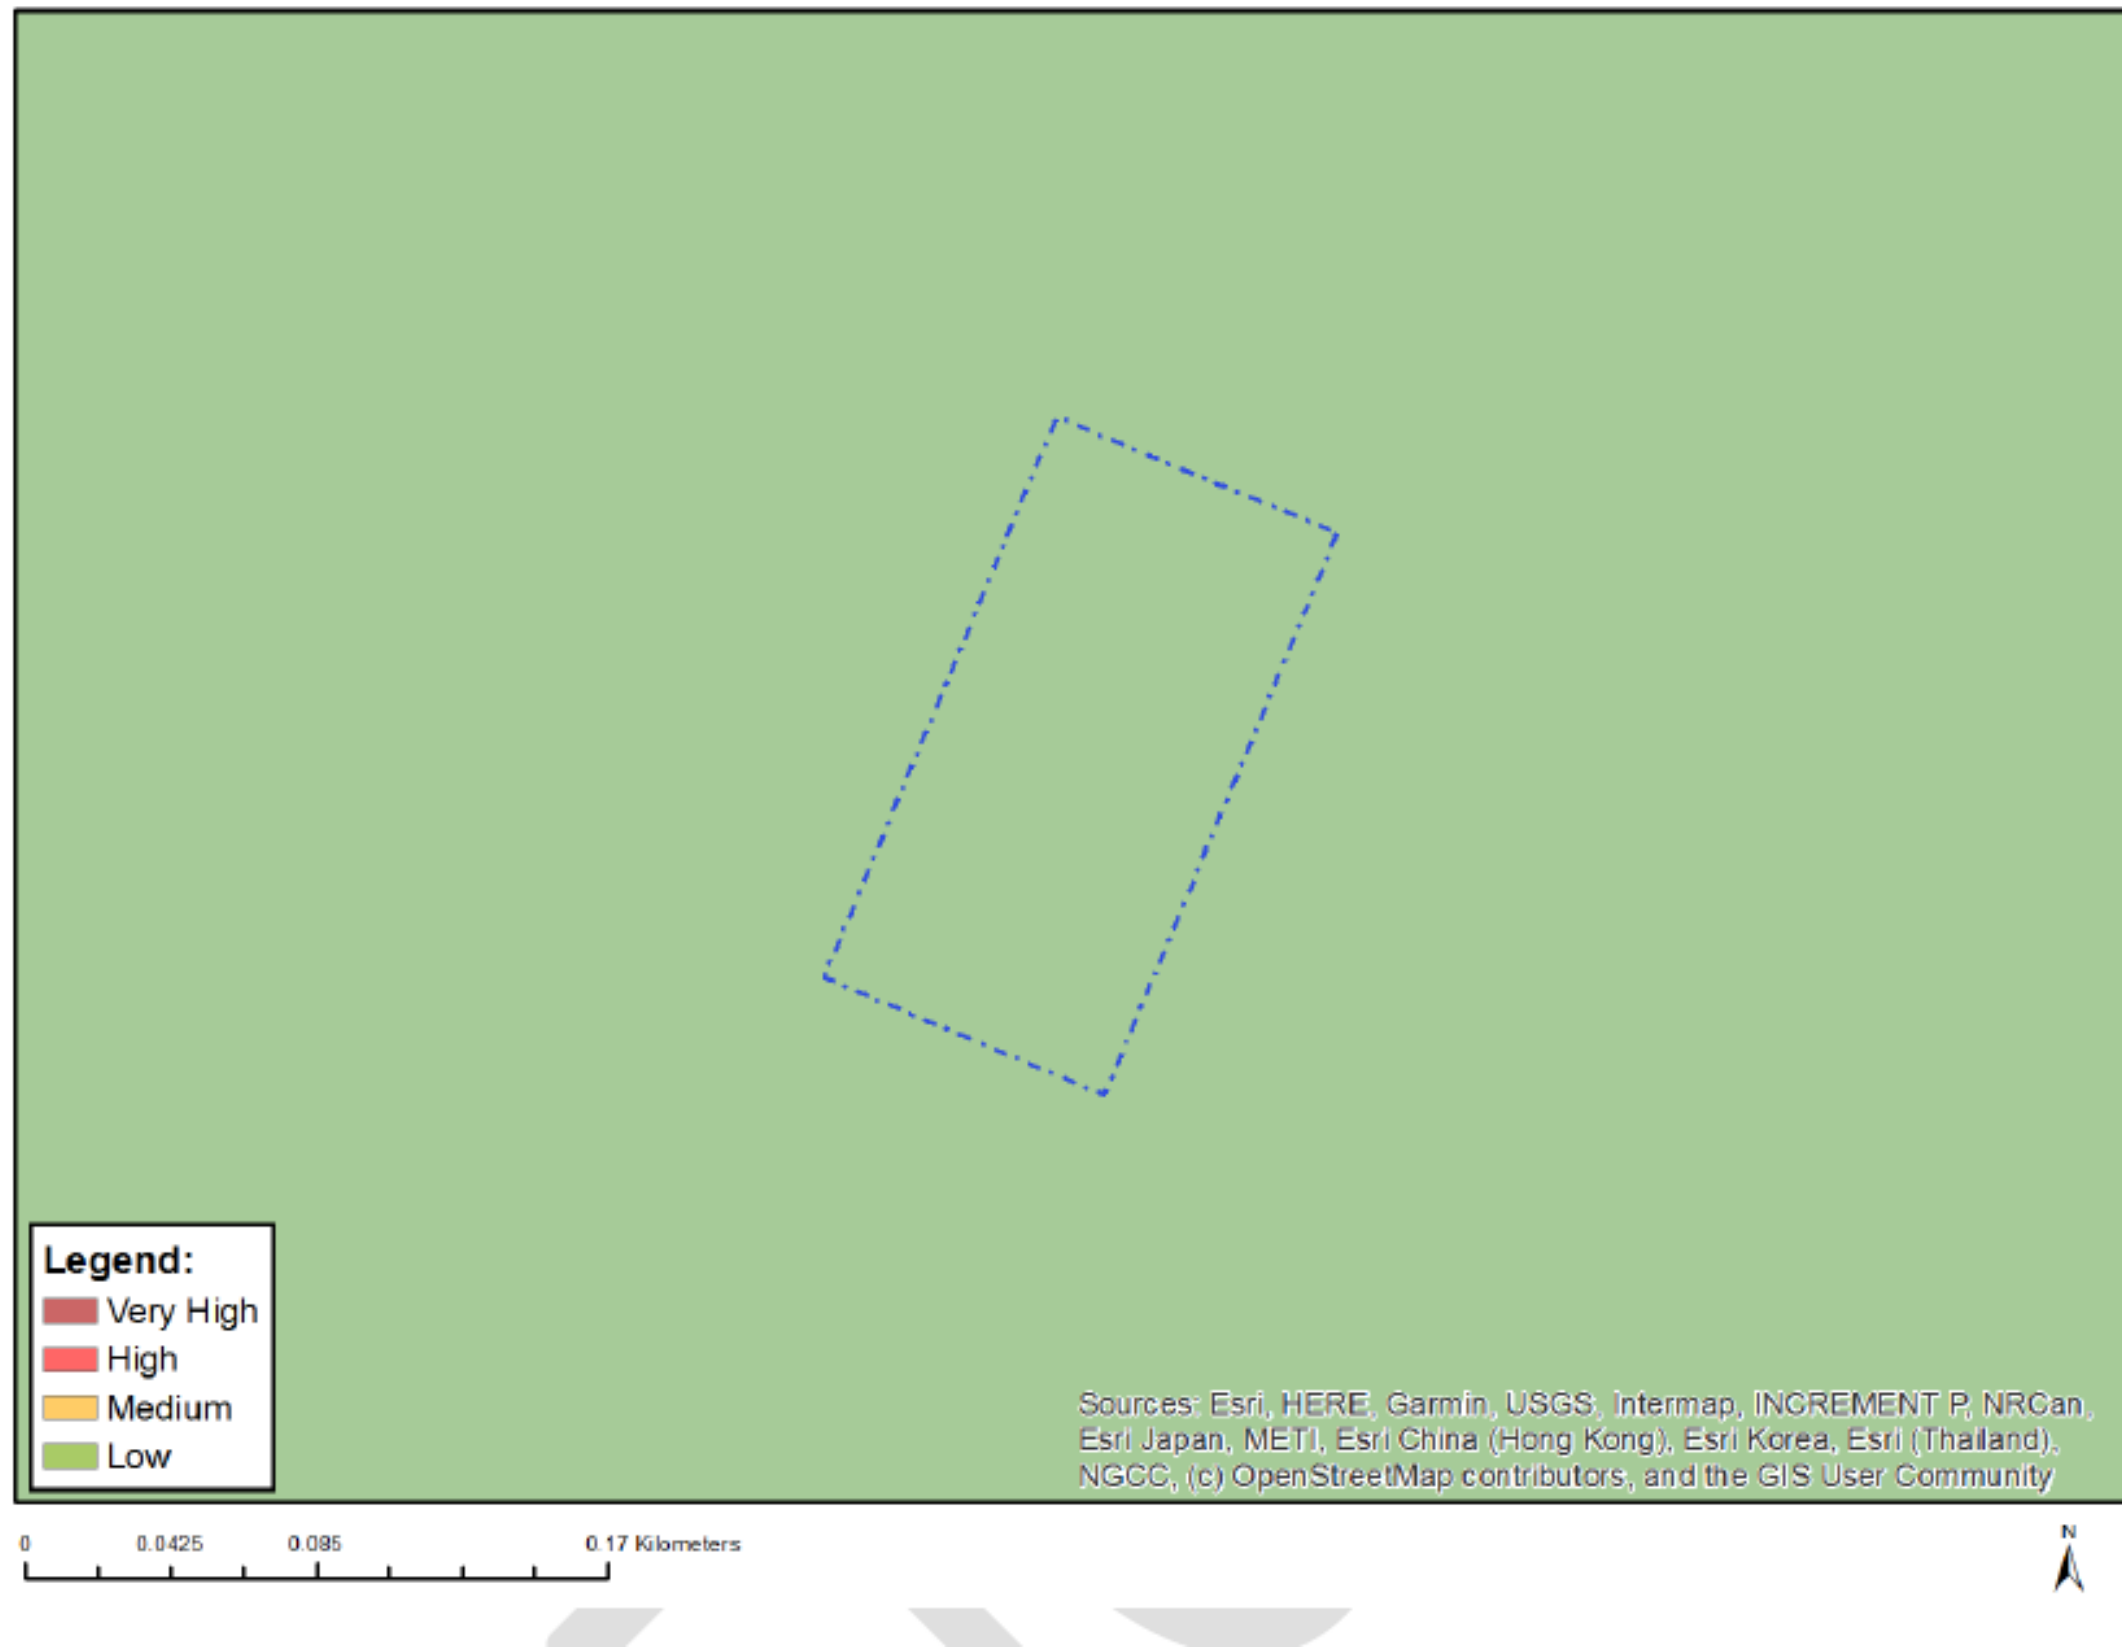 Legend:
Very High
High
Medium
Low
Sources: Esri, HERE, Garmin, USGS, Intermap, INCREMENT P, NRCan,
Esri Japan, METI, Esri China (Hong Kong), Esri Korea, Esri (Thailand),
NGCC, (c) OpenStreetMap contributors, and the GIS User Community
0 0.0425 0.085 0.17 Kilometers
N